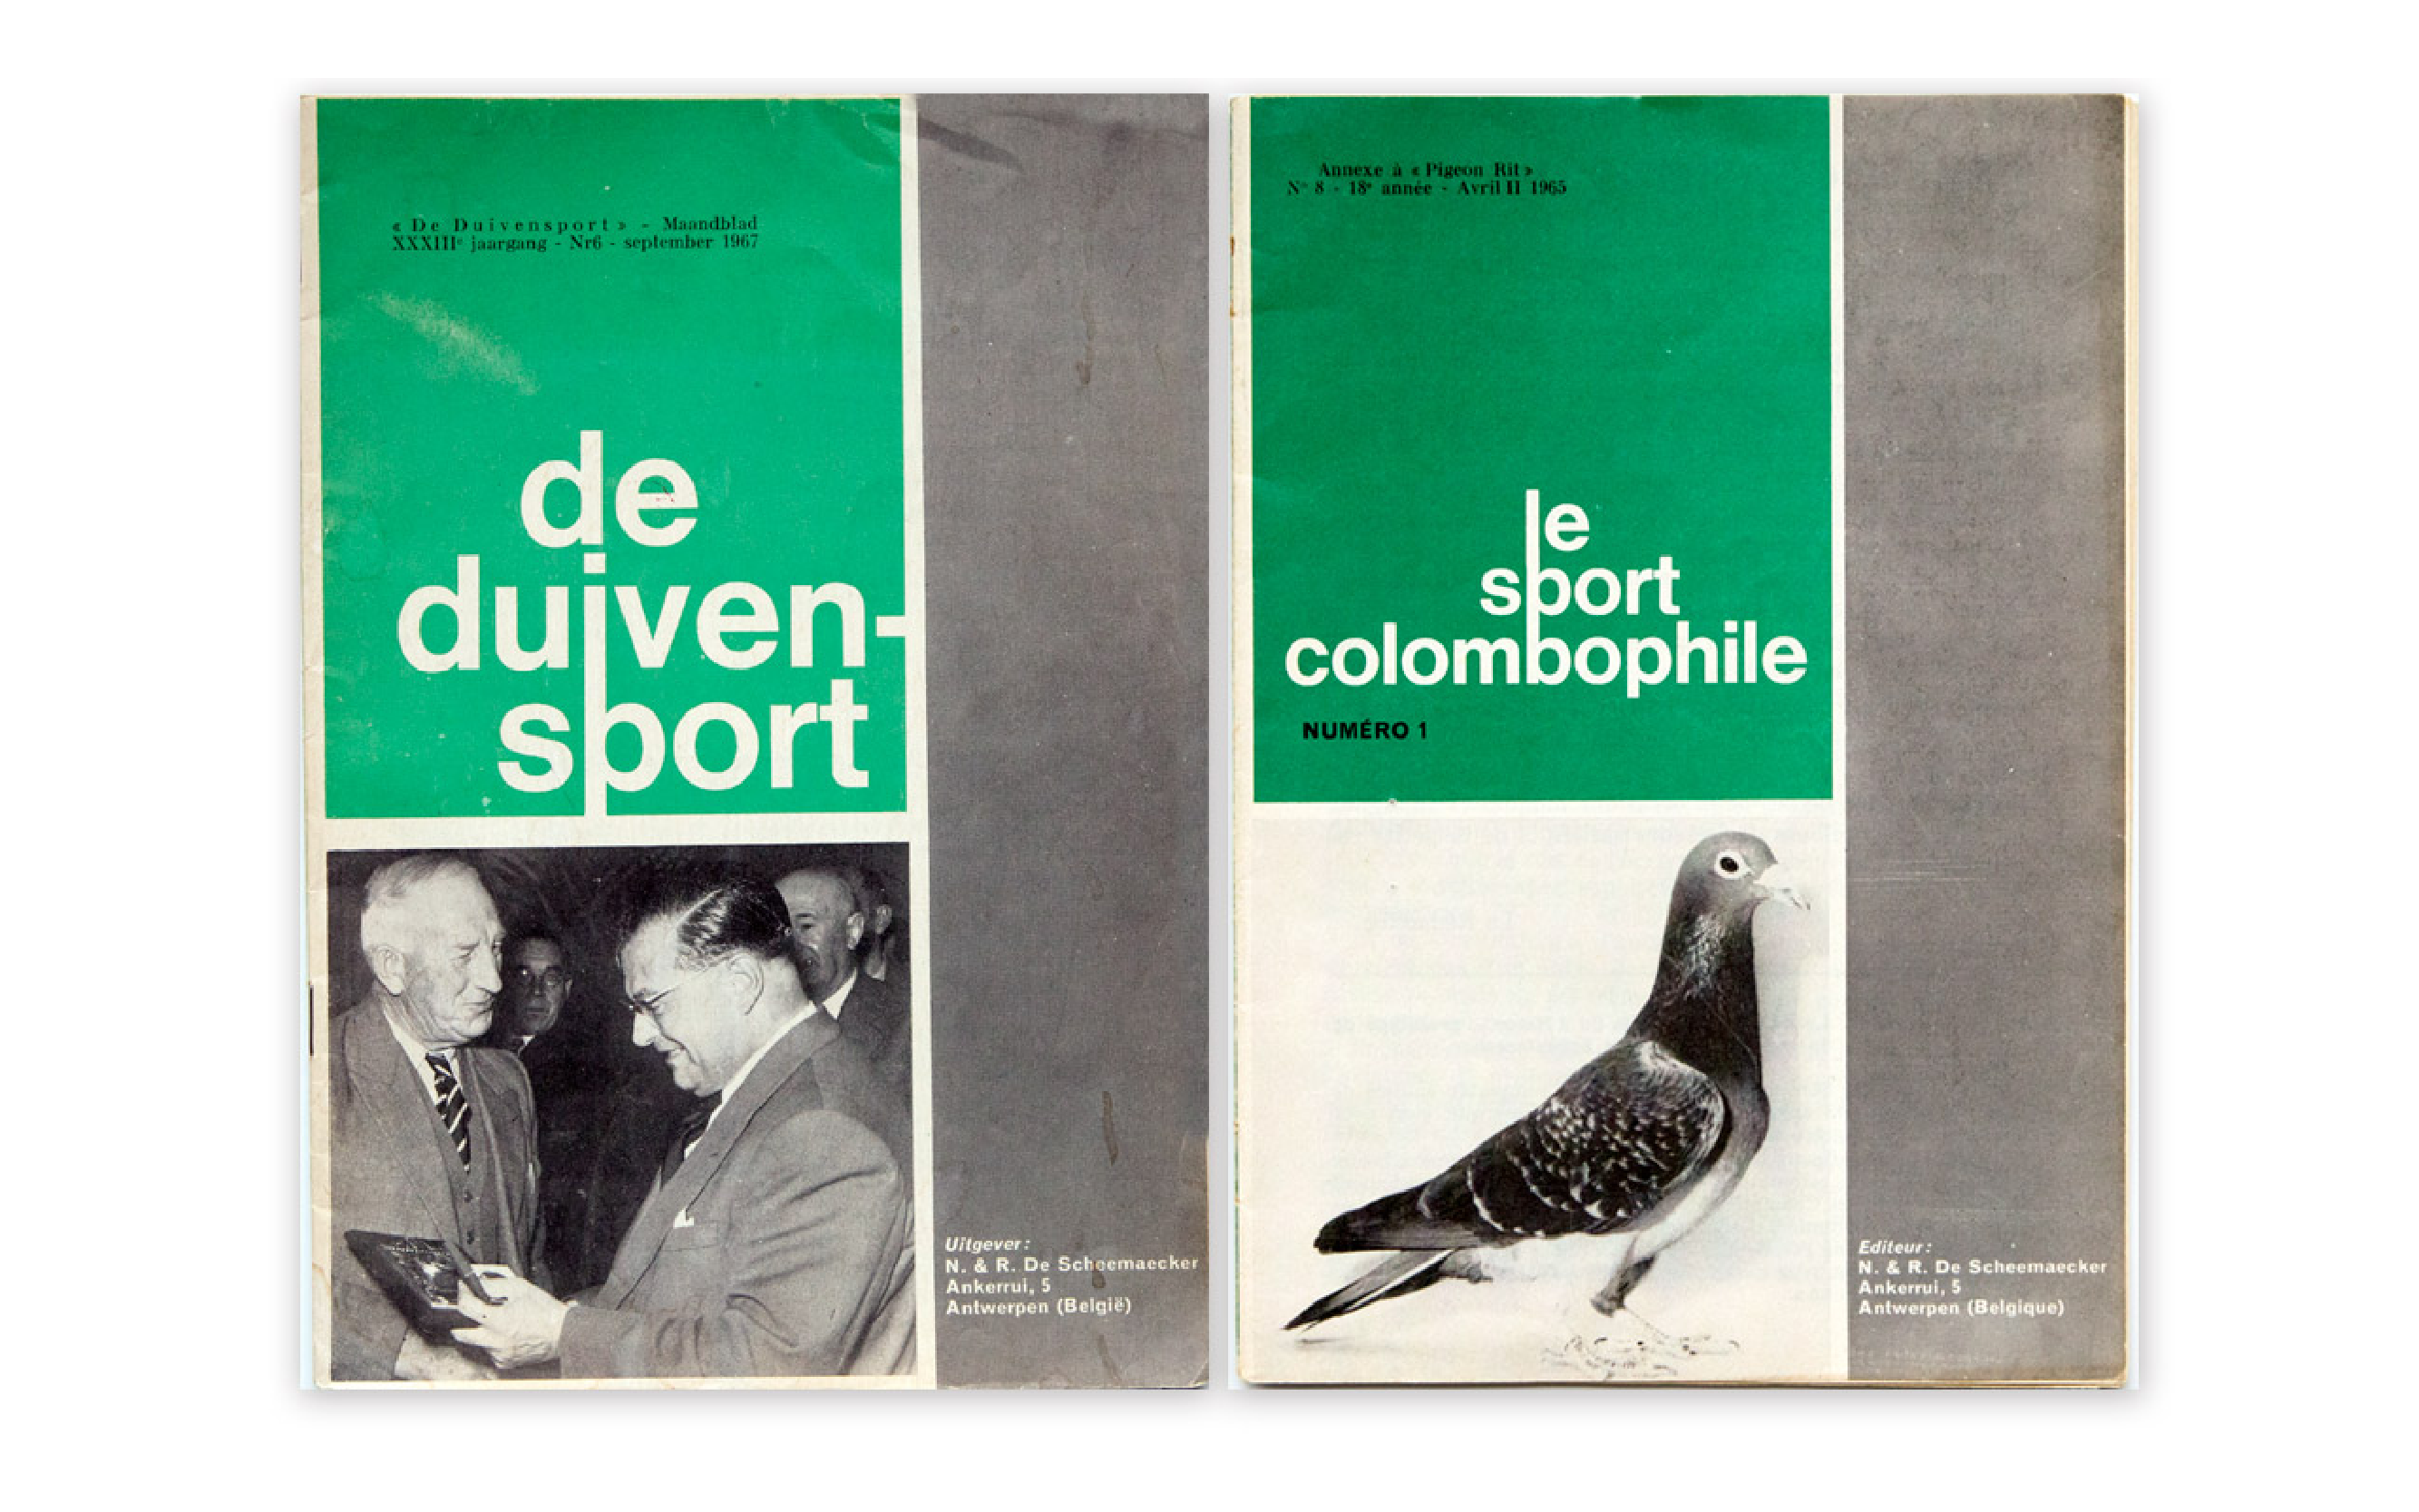 « De Duivensport » - Maandblad
XXXIIIe jaargang - Nr6 - september 1967
de
duiven-
sport
Uitgever:
N. & R. De Scheemaecker
Ankerrui, 5
Antwerpen (België)
Annexe à « Pigeon Rit »
N° 8 - 18e année - Avril II 1965
le
sport
colombophile
NUMÉRO 1
Editeur:
N. & R. De Scheemaecker
Ankerrui, 5
Antwerpen (Belgique)